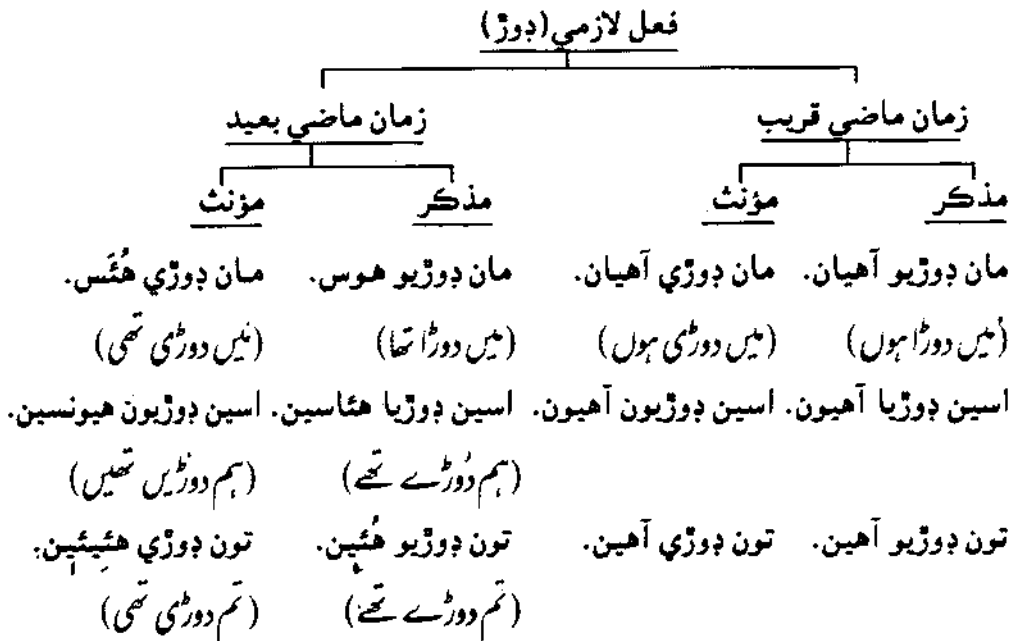 فعل لازمي (ڊوڙ)
زمان ماضي قريب زمان ماضي بعيد
مذڪر مؤنث مذڪر مؤنث
مان ڊوڙيو آهيان. مان ڊوڙي آهيان. مان ڊوڙيو هوس. مان ڊوڙي هُئَس.
(میں دوڑا ہوں) (میں دوڑی ہوں) (میں دوڑا تھا) (میں دوڑی تھی)
اسين ڊوڙيا آهيون. اسين ڊوڙيون آهيون. اسين ڊوڙيا هئاسين. اسين ڊوڙيون هيونسين.
(ہم دُوڑے تھے) (ہم دوڑیں تھیں)
تون ڊوڙيو آهين. تون ڊوڙي آهين. تون ڊوڙيو هُئين. تون ڊوڙي هئيئين.
(تم دوڑے تھے) (تم دوڑی تھی)